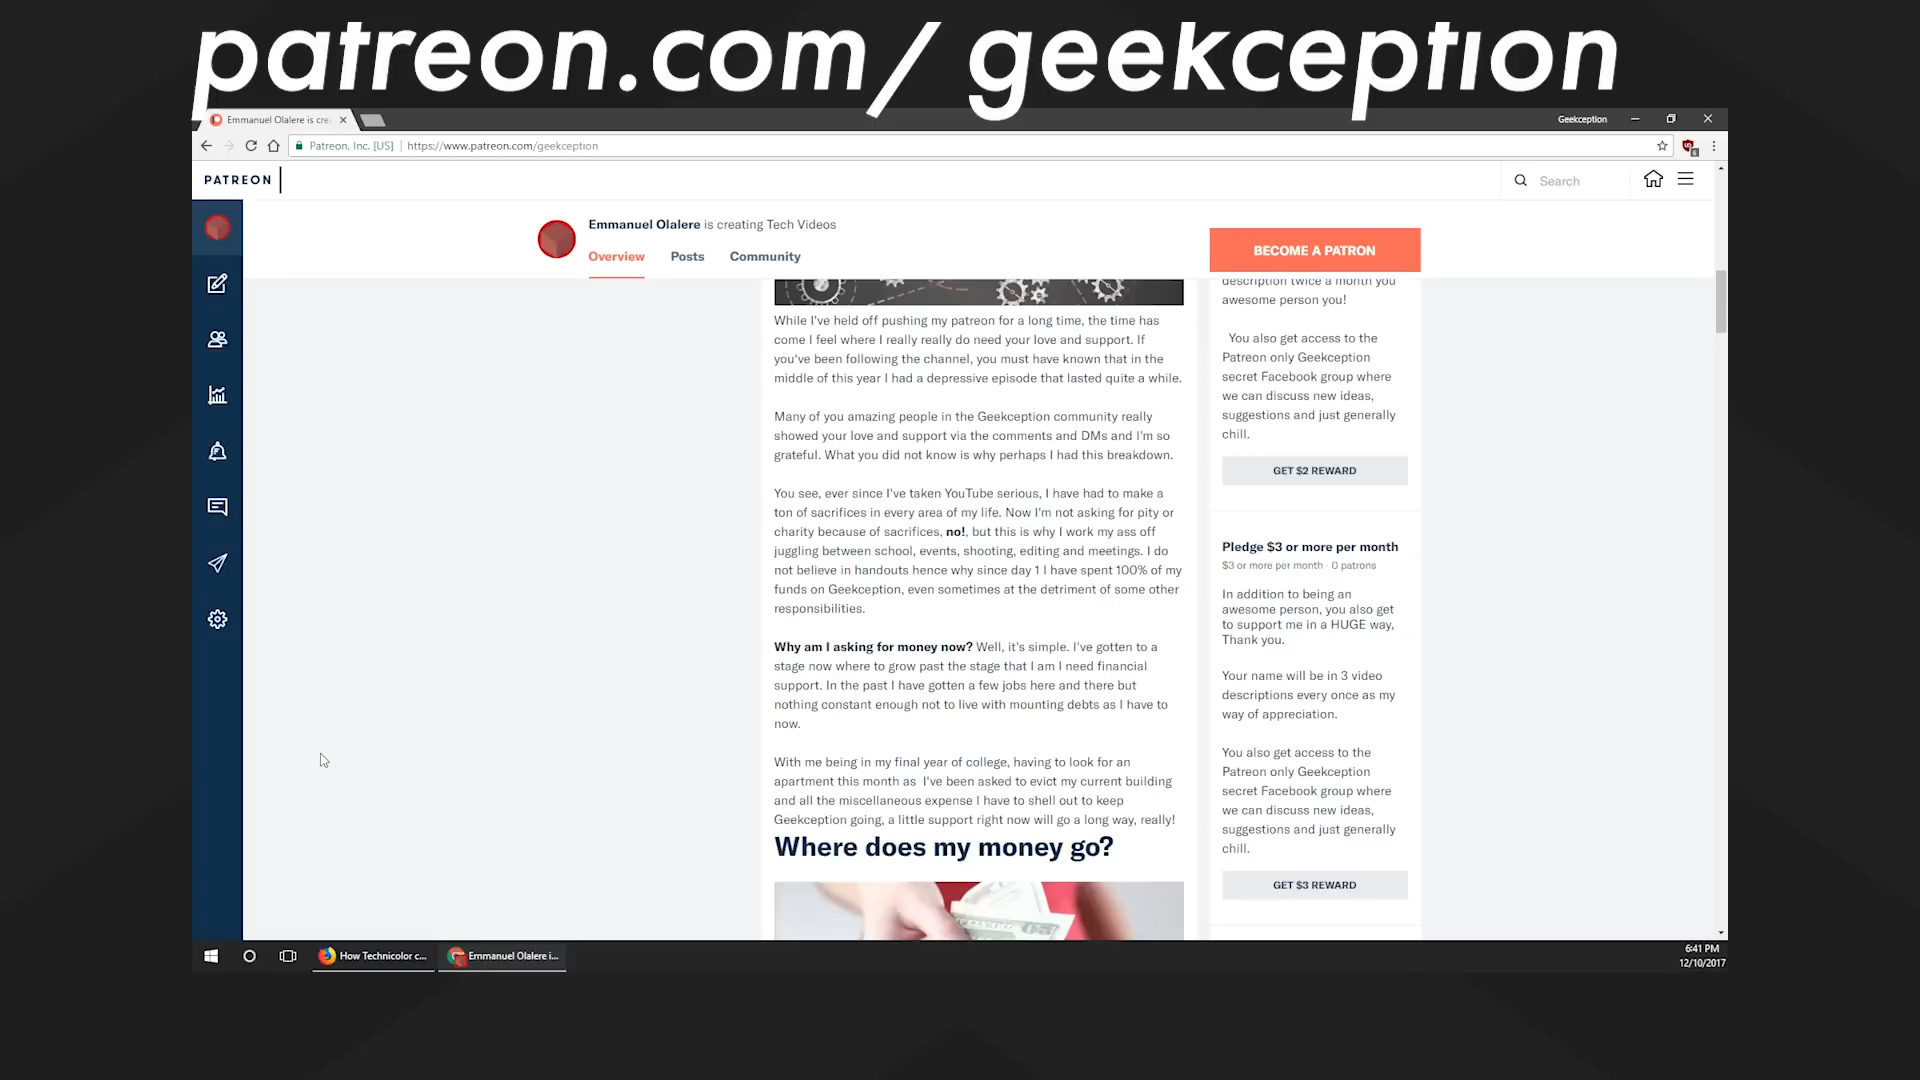 patreon.com/ geekception
Emmanuel Olalere is cre
Geekception
Patreon, Inc. [US] | https://www.patreon.com/geekception
PATREON
Search
Emmanuel Olalere is creating Tech Videos
Overview Posts Community
BECOME A PATRON
While I've held off pushing my patreon for a long time, the time has
come I feel where I really really do need your love and support. If
you've been following the channel, you must have known that in the
middle of this year I had a depressive episode that lasted quite a while.
Many of you amazing people in the Geekception community really
showed your love and support via the comments and DMs and I'm so
grateful. What you did not know is why perhaps I had this breakdown.
You see, ever since I've taken YouTube serious, I have had to make a
ton of sacrifices in every area of my life. Now I'm not asking for pity or
charity because of sacrifices, no!, but this is why I work my ass off
juggling between school, events, shooting, editing and meetings. I do
not believe in handouts hence why since day 1 I have spent 100% of my
funds on Geekception, even sometimes at the detriment of some other
responsibilities.
Why am I asking for money now? Well, it's simple. I've gotten to a
stage now where to grow past the stage that I am I need financial
support. In the past I have gotten a few jobs here and there but
nothing constant enough not to live with mounting debts as I have to
now.
With me being in my final year of college, having to look for an
apartment this month as I've been asked to evict my current building
and all the miscellaneous expense I have to shell out to keep
Geekception going, a little support right now will go a long way, really!
Where does my money go?
description twice a month you
awesome person you!
You also get access to the
Patreon only Geekception
secret Facebook group where
we can discuss new ideas,
suggestions and just generally
chill.
GET $2 REWARD
Pledge $3 or more per month
$3 or more per month · 0 patrons
In addition to being an
awesome person, you also get
to support me in a HUGE way,
Thank you.
Your name will be in 3 video
descriptions every once as my
way of appreciation.
You also get access to the
Patreon only Geekception
secret Facebook group where
we can discuss new ideas,
suggestions and just generally
chill.
GET $3 REWARD
How Technicolor c...
Emmanuel Olalere i...
6:41 PM
12/10/2017